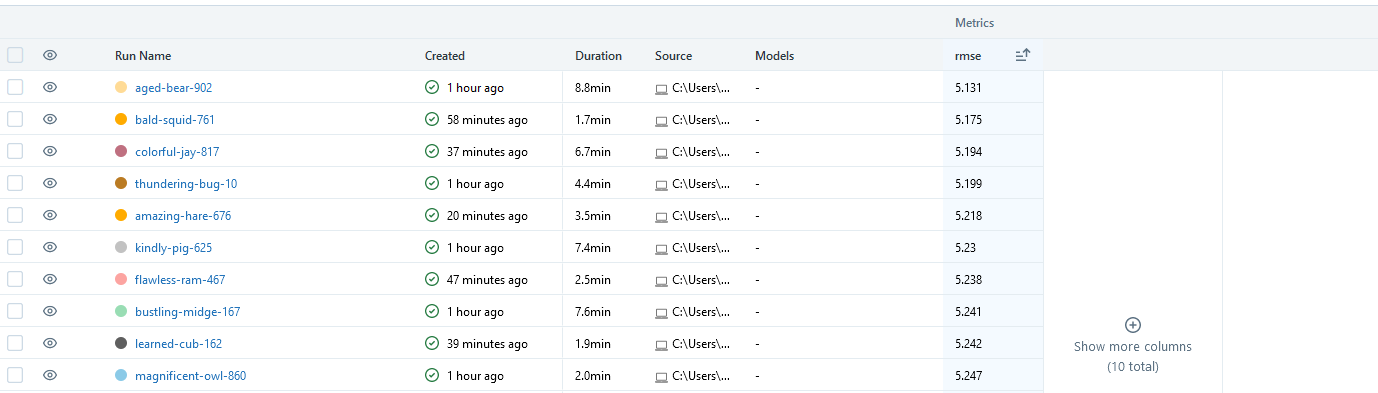 Metrics
Run Name Created Duration Source Models rmse
aged-bear-902 1 hour ago 8.8min C:\Users\... - 5.131
bald-squid-761 58 minutes ago 1.7min C:\Users\... - 5.175
colorful-jay-817 37 minutes ago 6.7min C:\Users\... - 5.194
thundering-bug-10 1 hour ago 4.4min C:\Users\... - 5.199
amazing-hare-676 20 minutes ago 3.5min C:\Users\... - 5.218
kindly-pig-625 1 hour ago 7.4min C:\Users\... - 5.23
flawless-ram-467 47 minutes ago 2.5min C:\Users\... - 5.238
bustling-midge-167 1 hour ago 7.6min C:\Users\... - 5.241
learned-cub-162 39 minutes ago 1.9min C:\Users\... - 5.242
magnificent-owl-860 1 hour ago 2.0min C:\Users\... - 5.247
Show more columns
(10 total)